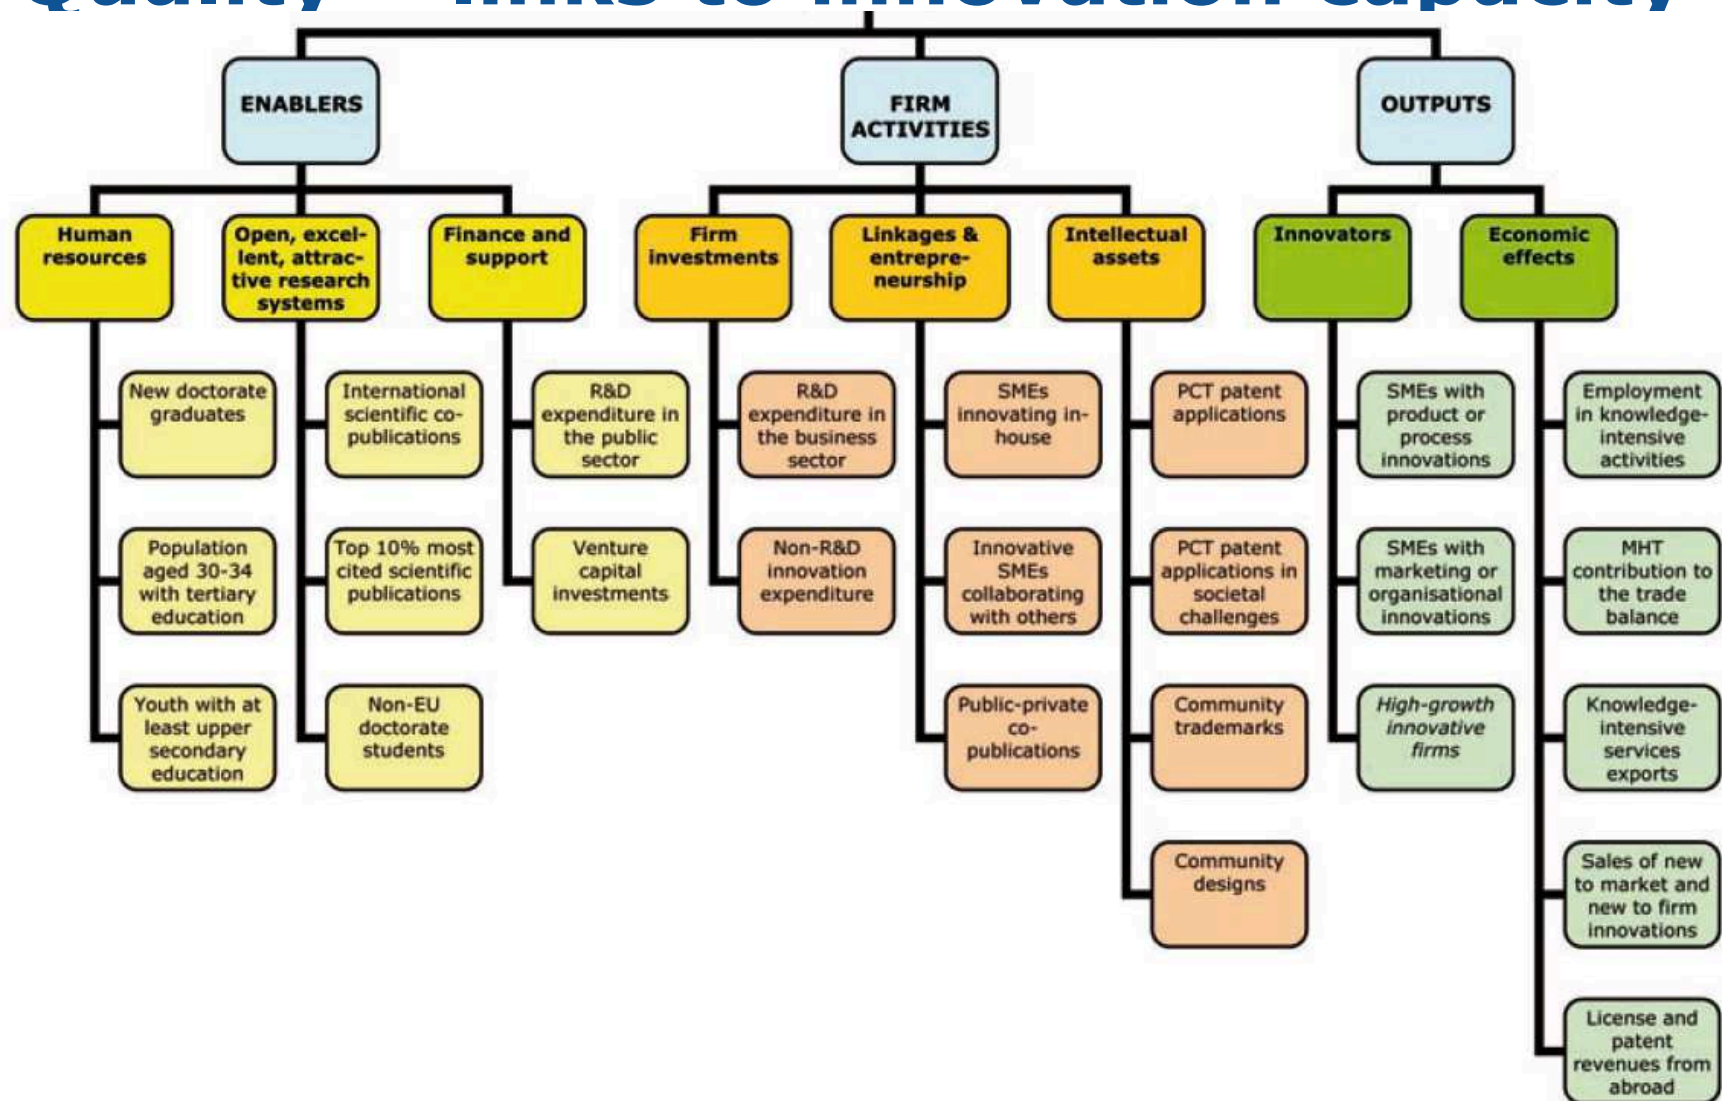 Quality – links to innovation capacity
ENABLERS
FIRM
ACTIVITIES
OUTPUTS
Human
resources
Open, excel-
lent, attrac-
tive research
systems
Finance and
support
Firm
investments
Linkages &
entrepre-
neurship
Intellectual
assets
Innovators
Economic
effects
New doctorate
graduates
Population
aged 30-34
with tertiary
education
Youth with at
least upper
secondary
education
International
scientific co-
publications
Top 10% most
cited scientific
publications
Non-EU
doctorate
students
R&D
expenditure in
the public
sector
Venture
capital
investments
R&D
expenditure in
the business
sector
Non-R&D
innovation
expenditure
SMEs
innovating in-
house
Innovative
SMEs
collaborating
with others
Public-private
co-
publications
PCT patent
applications
PCT patent
applications in
societal
challenges
Community
trademarks
Community
designs
SMEs with
product or
process
innovations
SMEs with
marketing or
organisational
innovations
High-growth
innovative
firms
Employment
in knowledge-
intensive
activities
MHT
contribution to
the trade
balance
Knowledge-
intensive
services
exports
Sales of new
to market and
new to firm
innovations
License and
patent
revenues from
abroad